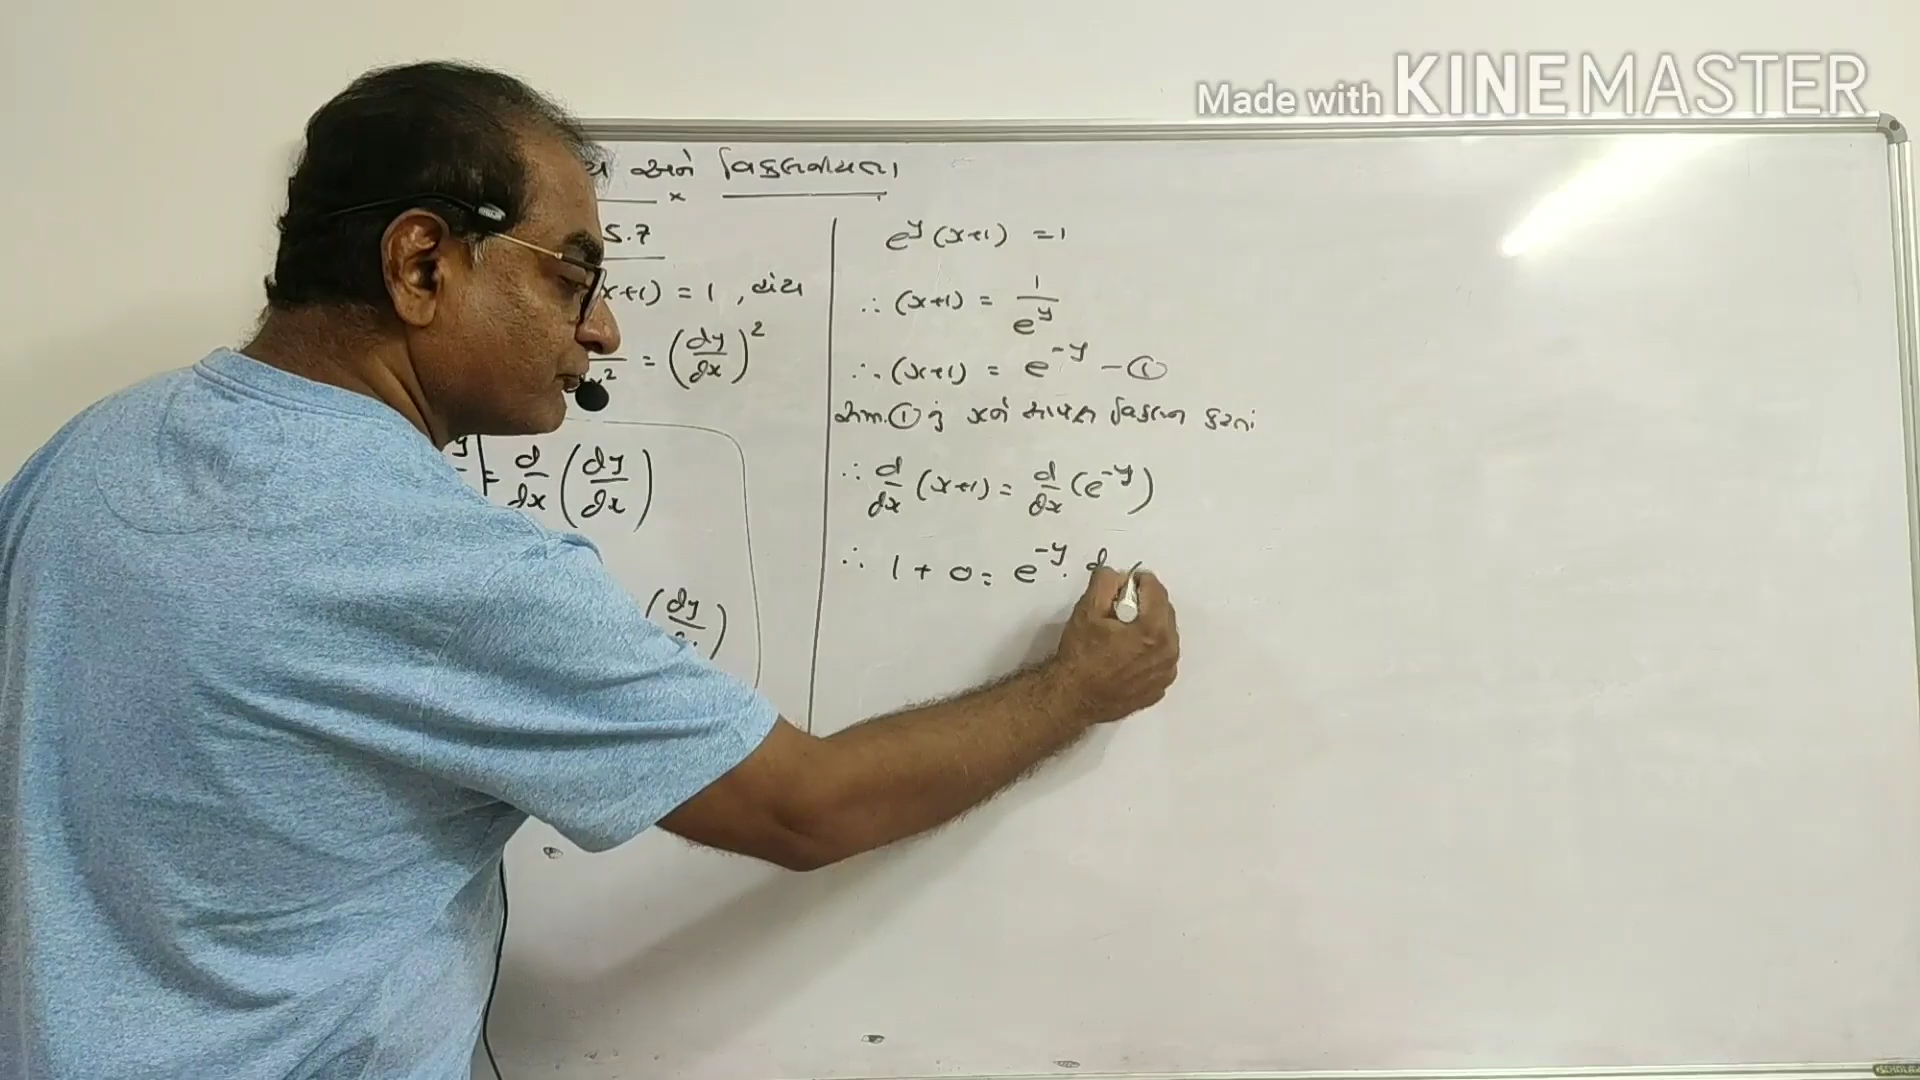 Made with KINEMASTER
અને વિકલનીયતા
5.7
x+1) = 1 , હોય
= (dy/dx)^2
= d/dx (dy/dx)
(dy/
e^y (x+1) = 1
∴ (x+1) = 1/e^y
∴ (x+1) = e^-y – ①
સમી. ① નું x ને સાપેક્ષ વિકલન કરતાં
∴ d/dx (x+1) = d/dx (e^-y)
∴ 1 + 0 = e^-y . d